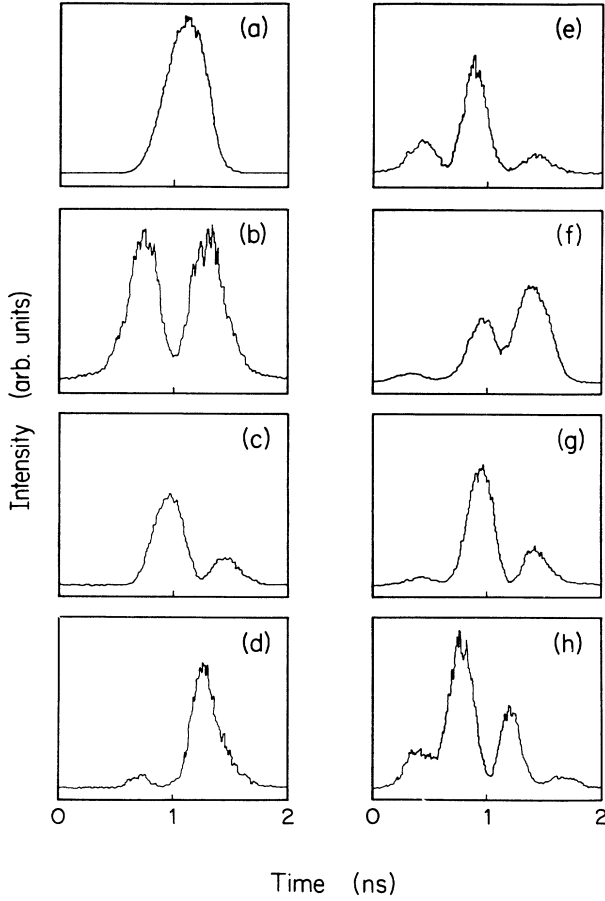 (a)
(e)
(b)
(f)
(c)
(g)
(d)
(h)
0 1 2
0 1 2
Intensity (arb. units)
Time (ns)